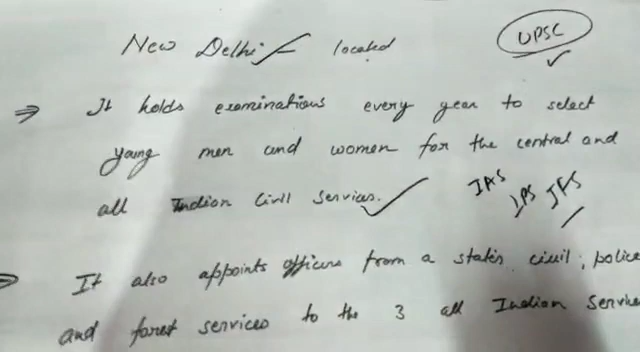 New Delhi located
UPSC
⇒ It holds examinations every year to select
young men and women for the central and
all Indian Civil services.
IAS IPS IFS
⇒ It also appoints officers from a states civil, police
and forest services to the 3 all Indian Service